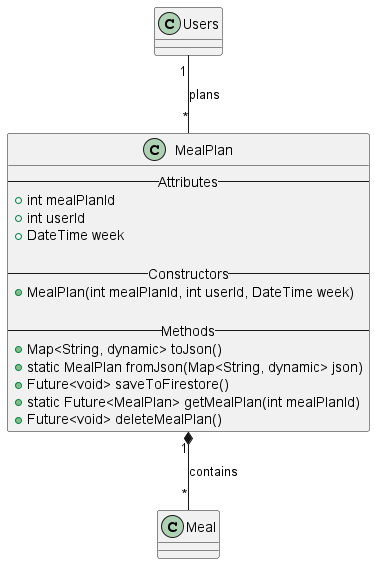 C Users
1
plans
*
C MealPlan
Attributes
int mealPlanId
int userId
DateTime week
Constructors
MealPlan(int mealPlanId, int userId, DateTime week)
Methods
Map<String, dynamic> toJson()
static MealPlan fromJson(Map<String, dynamic> json)
Future<void> saveToFirestore()
static Future<MealPlan> getMealPlan(int mealPlanId)
Future<void> deleteMealPlan()
1
contains
*
C Meal